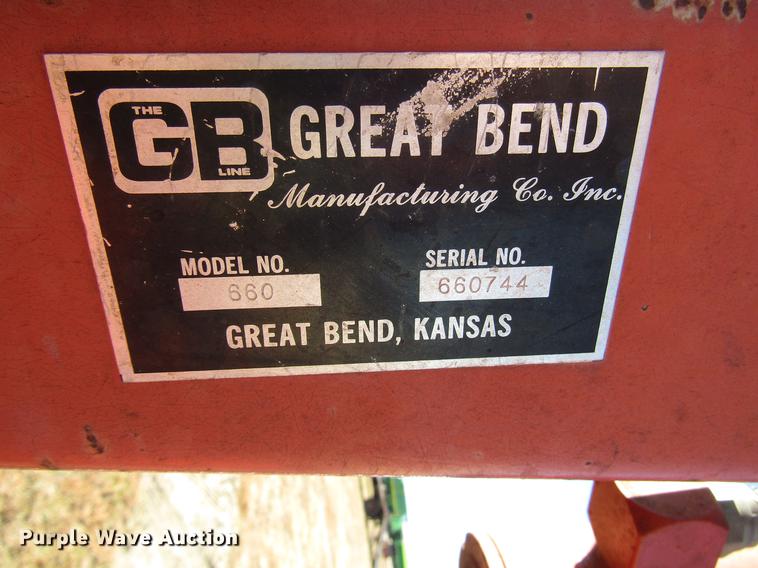 THE
GB
LINE
GREAT BEND
Manufacturing Co. Inc.
MODEL NO.
660
SERIAL NO.
660744
GREAT BEND, KANSAS
Purple Wave Auction